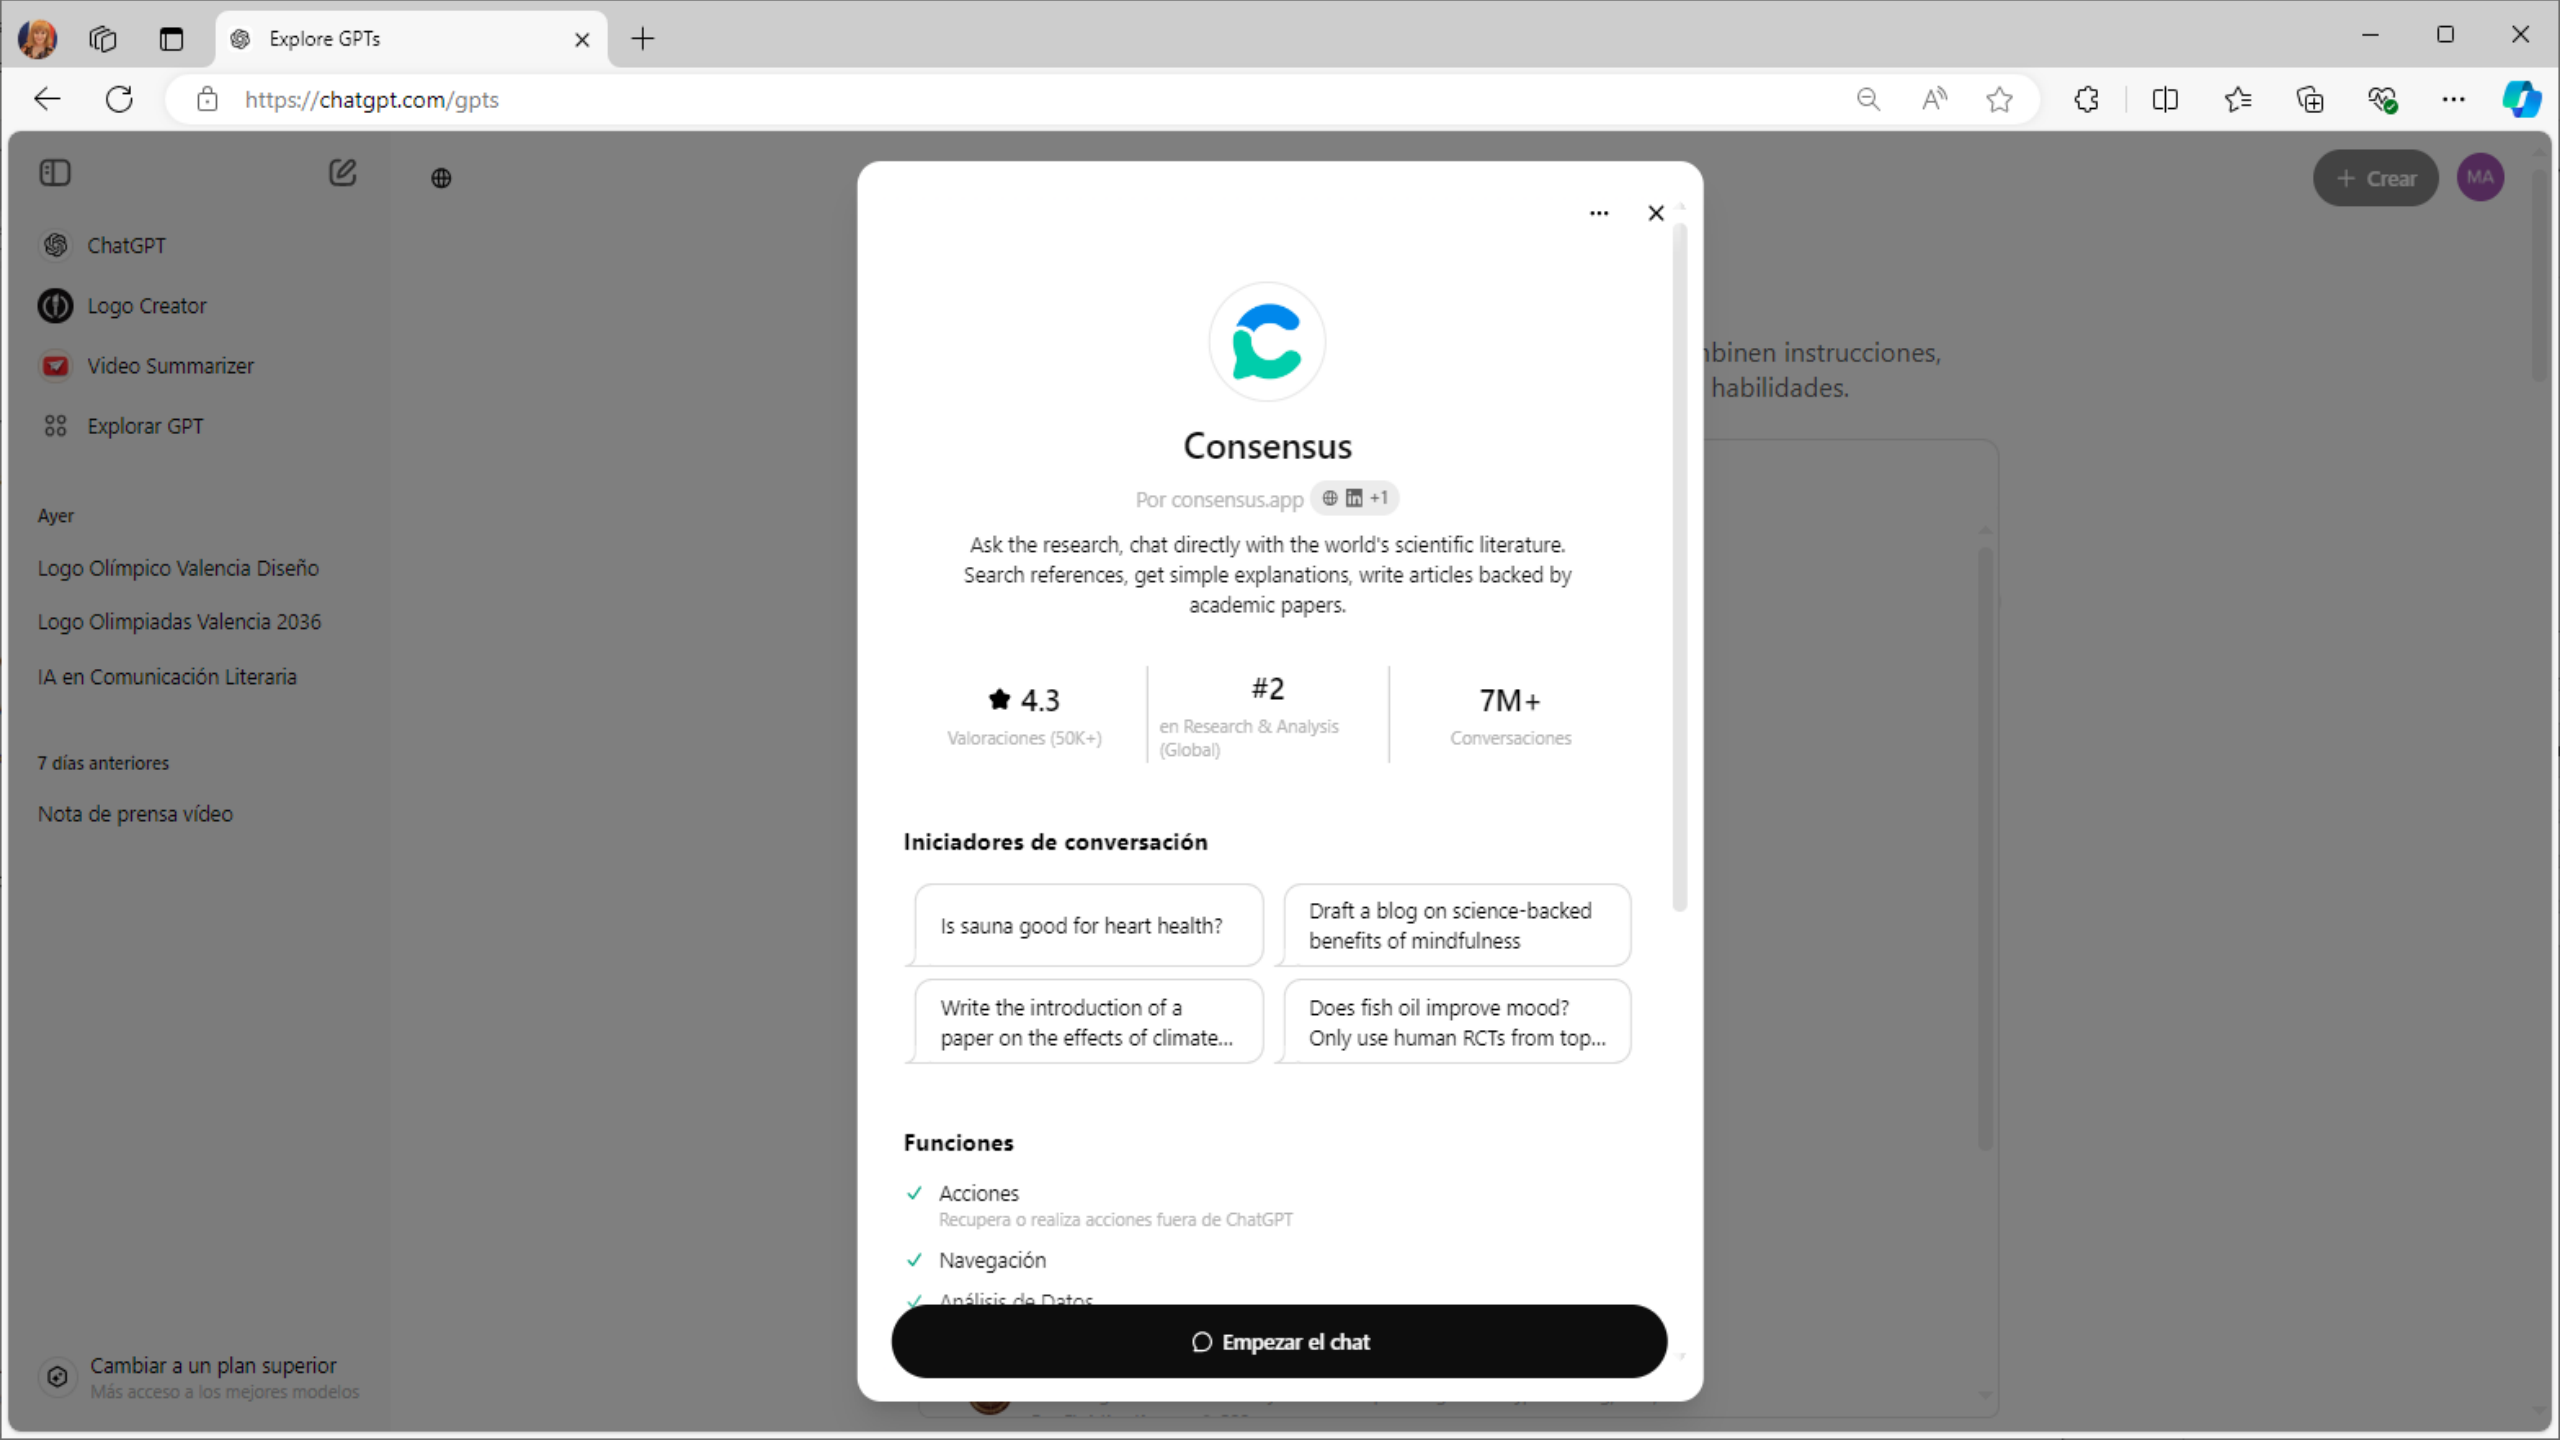 Explore GPTs
https://chatgpt.com/gpts
ChatGPT
Logo Creator
Video Summarizer
Explorar GPT
Ayer
Logo Olímpico Valencia Diseño
Logo Olimpiadas Valencia 2036
IA en Comunicación Literaria
7 días anteriores
Nota de prensa vídeo
Cambiar a un plan superior
Más acceso a los mejores modelos
+ Crear
MA
instrucciones,
habilidades.
Consensus
Por consensus.app
in +1
Ask the research, chat directly with the world's scientific literature.
Search references, get simple explanations, write articles backed by
academic papers.
4.3
Valoraciones (50K+)
#2
en Research & Analysis
(Global)
7M+
Conversaciones
Iniciadores de conversación
Is sauna good for heart health?
Draft a blog on science-backed
benefits of mindfulness
Write the introduction of a
paper on the effects of climate...
Does fish oil improve mood?
Only use human RCTs from top...
Funciones
Acciones
Recupera o realiza acciones fuera de ChatGPT
Navegación
Análisis de Datos
Empezar el chat